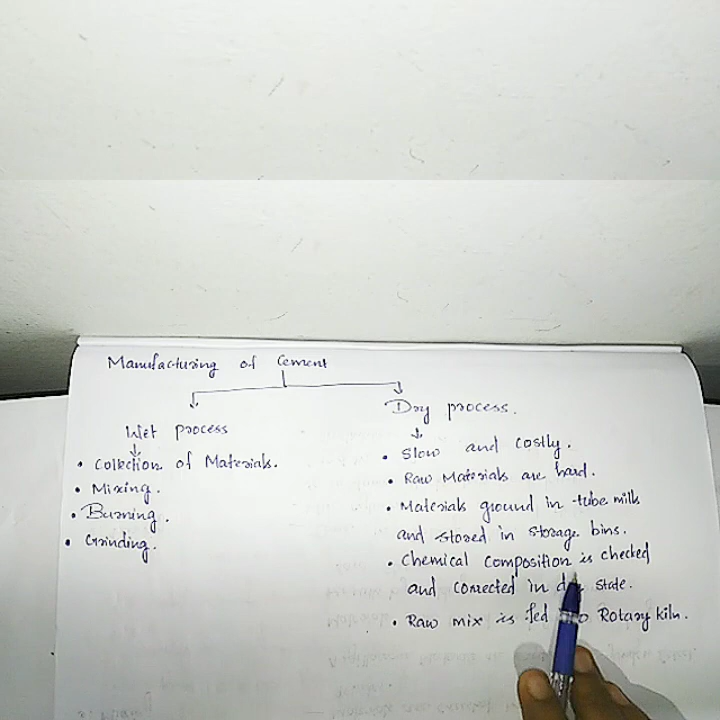 Manufacturing of Cement
Wet process
• Collection of Materials.
• Mixing.
• Burning.
• Grinding.
Dry process.
• Slow and costly.
• Raw Materials are hard.
• Materials ground in tube mills
and stored in storage bins.
• Chemical composition is checked
and corrected in state.
• Raw mix is fed Rotary kiln.